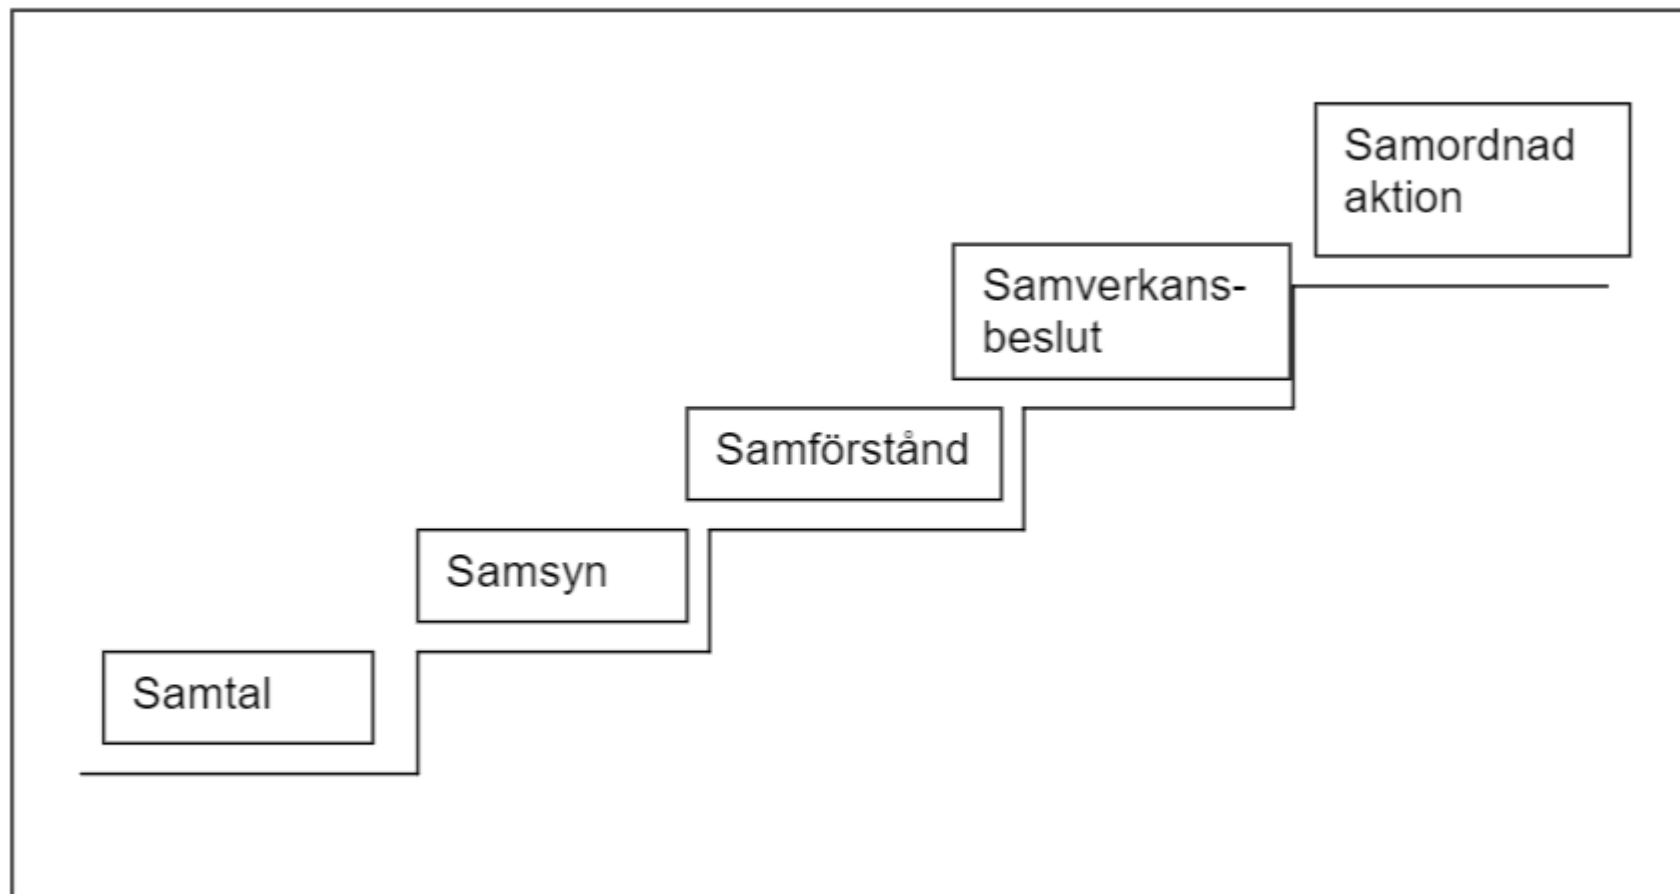 Samordnad
aktion
Samverkans-
beslut
Samförstånd
Samsyn
Samtal